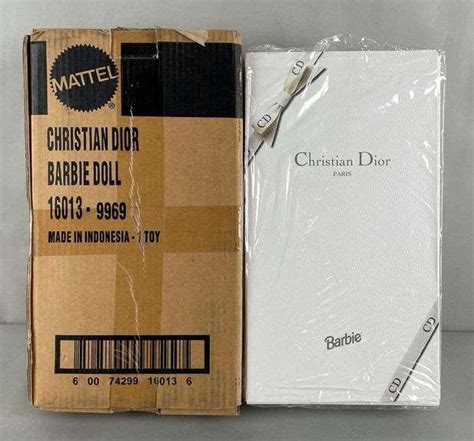 MATTEL
®
CHRISTIAN DIOR
BARBIE DOLL
16013 - 9969
MADE IN INDONESIA - 1 TOY
6 00 74299 16013 6
CD
CD
Christian Dior
PARIS
Barbie
CD
CD